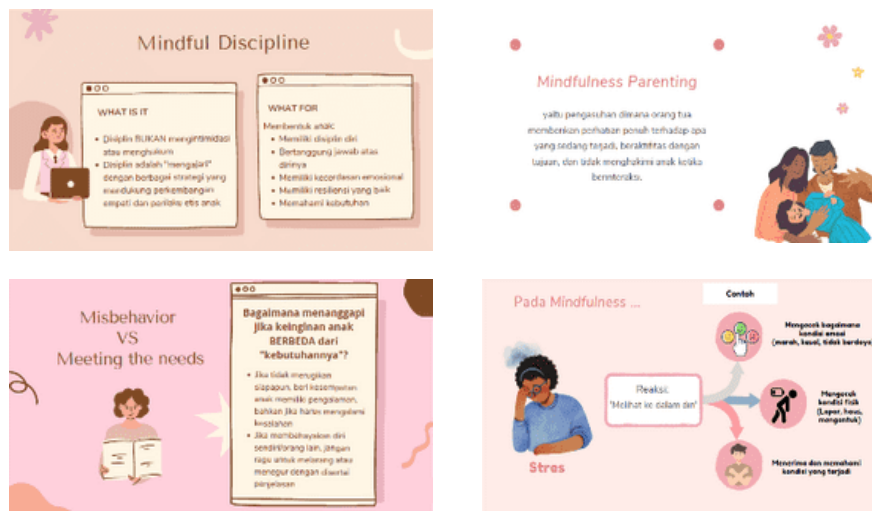 Mindful Discipline
WHAT IS IT
• Disiplin BUKAN mengintimidasi
atau menghukum
• Disiplin adalah "mengajari"
dengan berbagai strategi yang
mendukung perkembangan
empati dan perilaku etis anak
WHAT FOR
Membentuk anak:
• Memiliki disiplin diri
• Bertanggung jawab atas
dirinya
• Memiliki kecerdasan emosional
• Memiliki resiliensi yang baik
• Memahami kebutuhan
Mindfulness Parenting
yaitu pengasuhan dimana orang tua
memberikan perhatian penuh terhadap apa
yang sedang terjadi, beraktifitas dengan
tujuan, dan tidak menghakimi anak ketika
berinteraksi.
Misbehavior
VS
Meeting the needs
Bagaimana menanggapi
jika keinginan anak
BERBEDA dari
"kebutuhannya"?
• Jika tidak merugikan
siapapun, beri kesempatan
anak memiliki pengalaman,
bahkan jika harus mengalami
kesalahan
• Jika membahayakan diri
sendiri/orang lain, jangan
ragu untuk melarang atau
menegur dengan disertai
penjelasan
Pada Mindfulness ...
Contoh
Stres
Reaksi:
"Melihat ke dalam diri"
Mengecek bagaimana
kondisi emosi
(marah, kesal, tidak berdaya
Mengecek
kondisi fisik
(Lapar, haus,
mengantuk)
Menerima dan memahami
kondisi yang terjadi